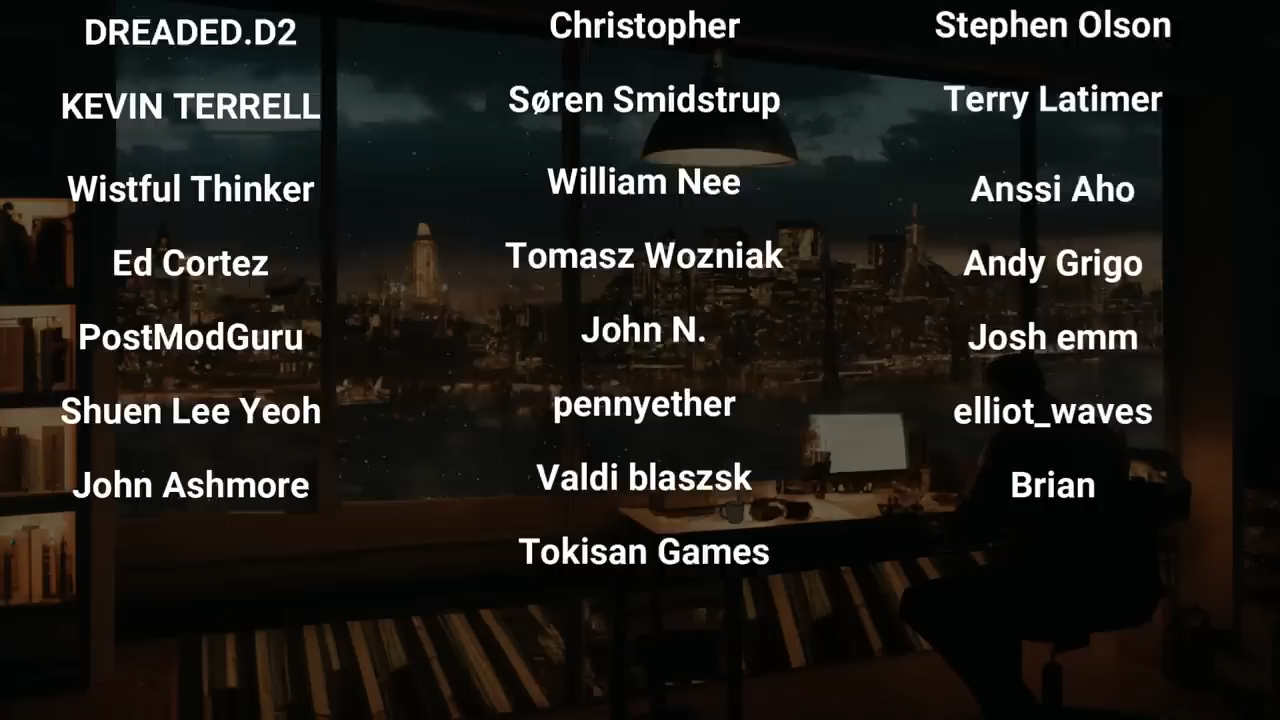 DREADED.D2
KEVIN TERRELL
Wistful Thinker
Ed Cortez
PostModGuru
Shuen Lee Yeoh
John Ashmore
Christopher
Søren Smidstrup
William Nee
Tomasz Wozniak
John N.
pennyether
Valdi blaszsk
Tokisan Games
Stephen Olson
Terry Latimer
Anssi Aho
Andy Grigo
Josh emm
elliot_waves
Brian